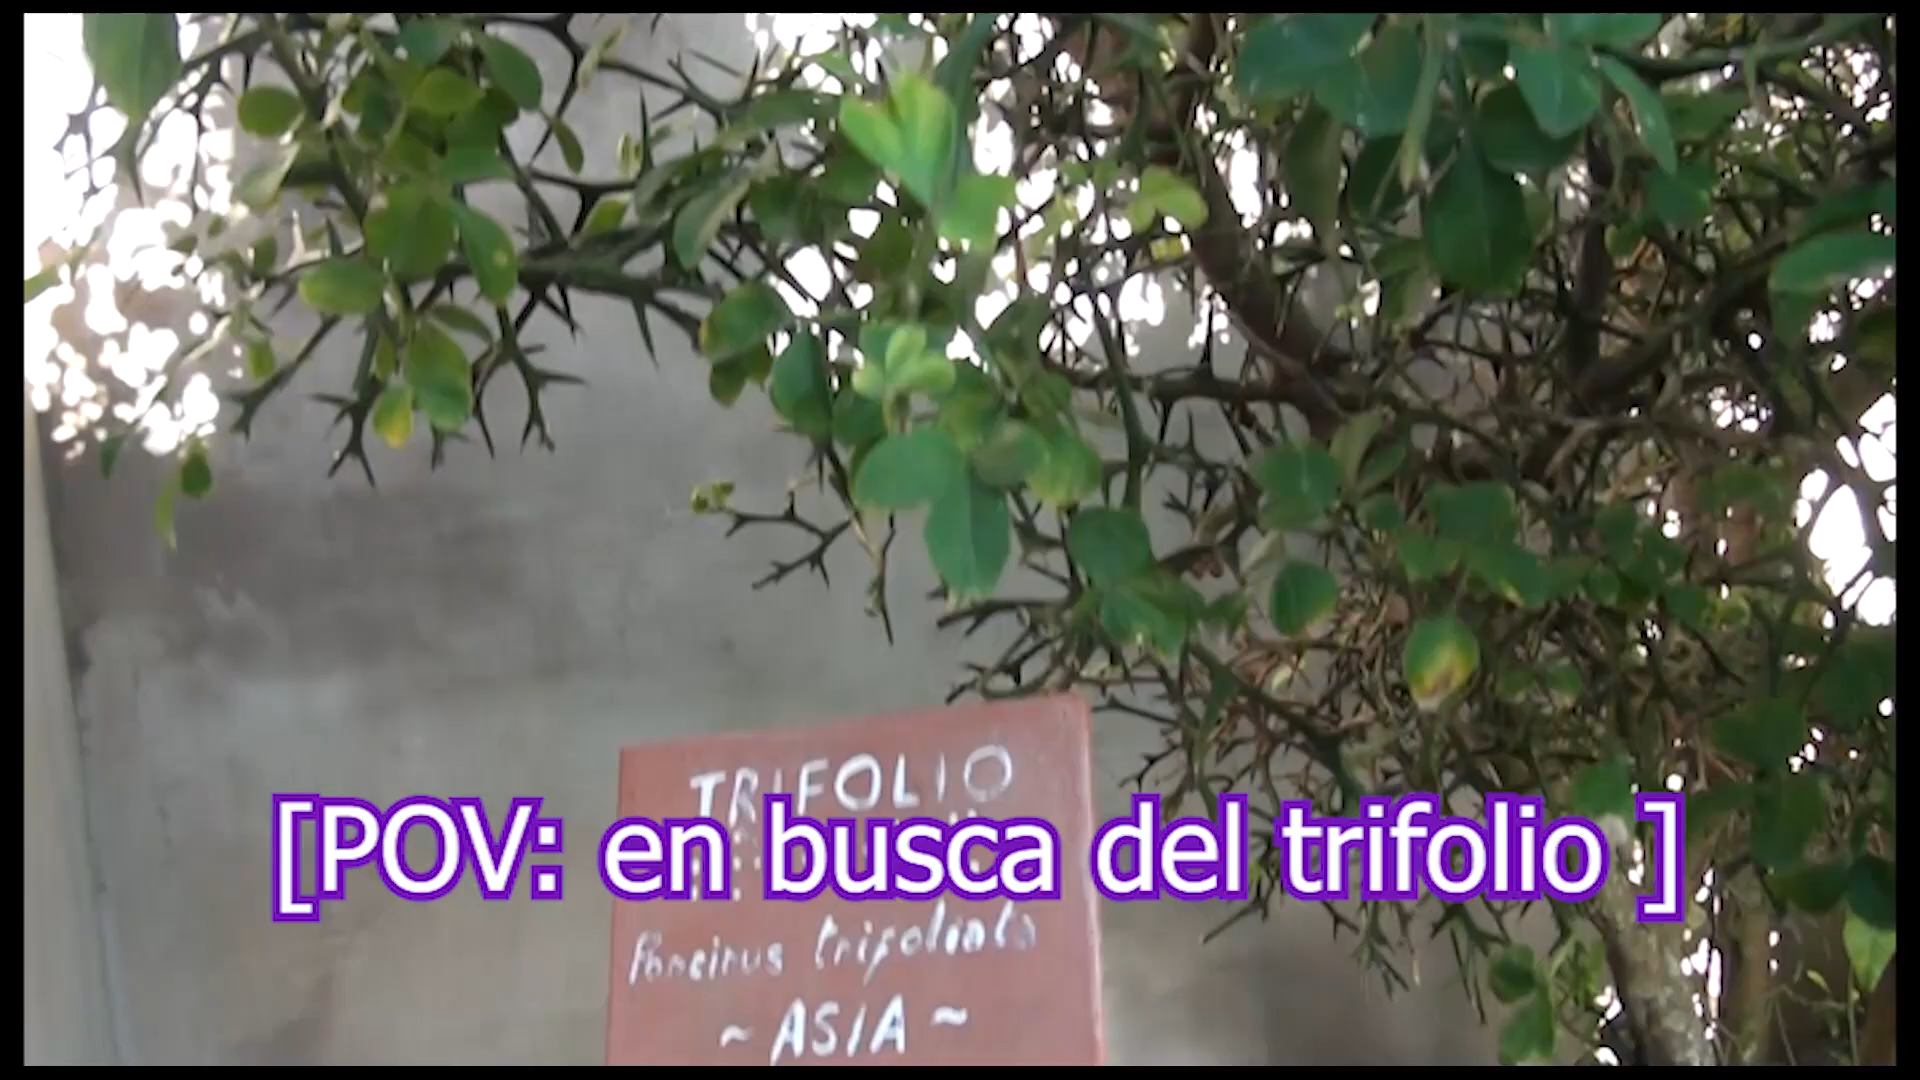 TRIFOLIO
[POV: en busca del trifolio ]
Poncirus trifoliata
~ ASIA ~